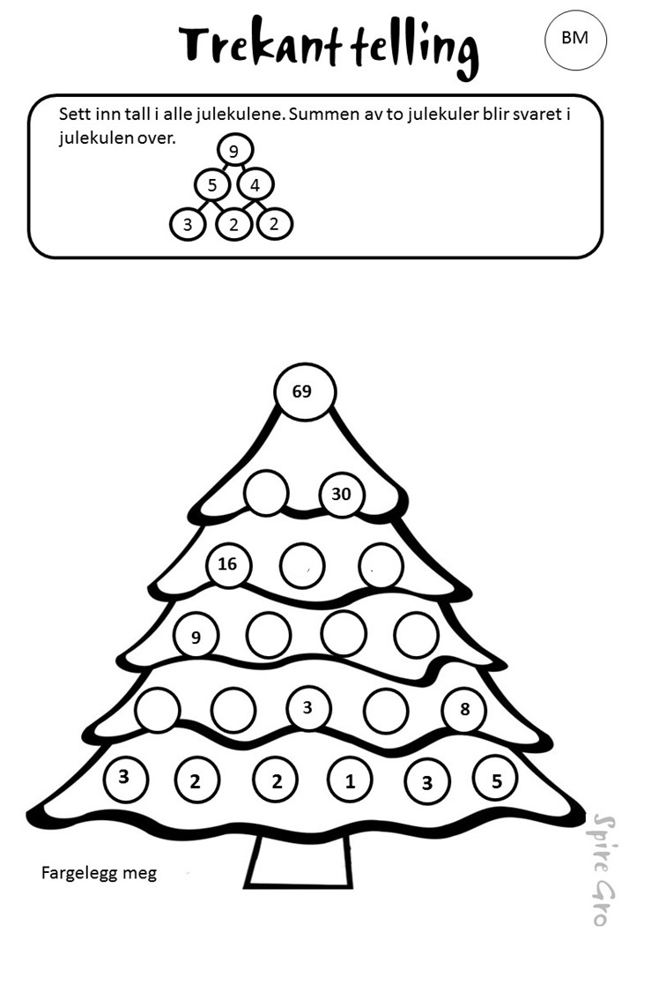 Trekant telling
BM
Sett inn tall i alle julekulene. Summen av to julekuler blir svaret i
julekulen over.
9
5 4
3 2 2
69
30
16
9
3 8
3 2 2 1 3 5
Fargelegg meg
Spire Gro